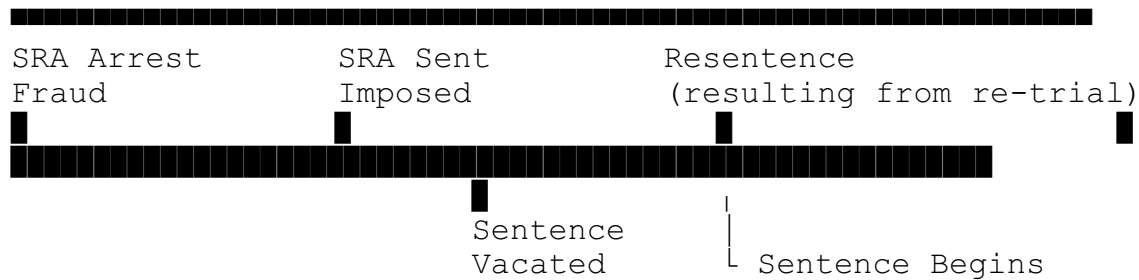 SRA Arrest SRA Sent Resentence
Fraud Imposed (resulting from re-trial)
Sentence
Vacated Sentence Begins